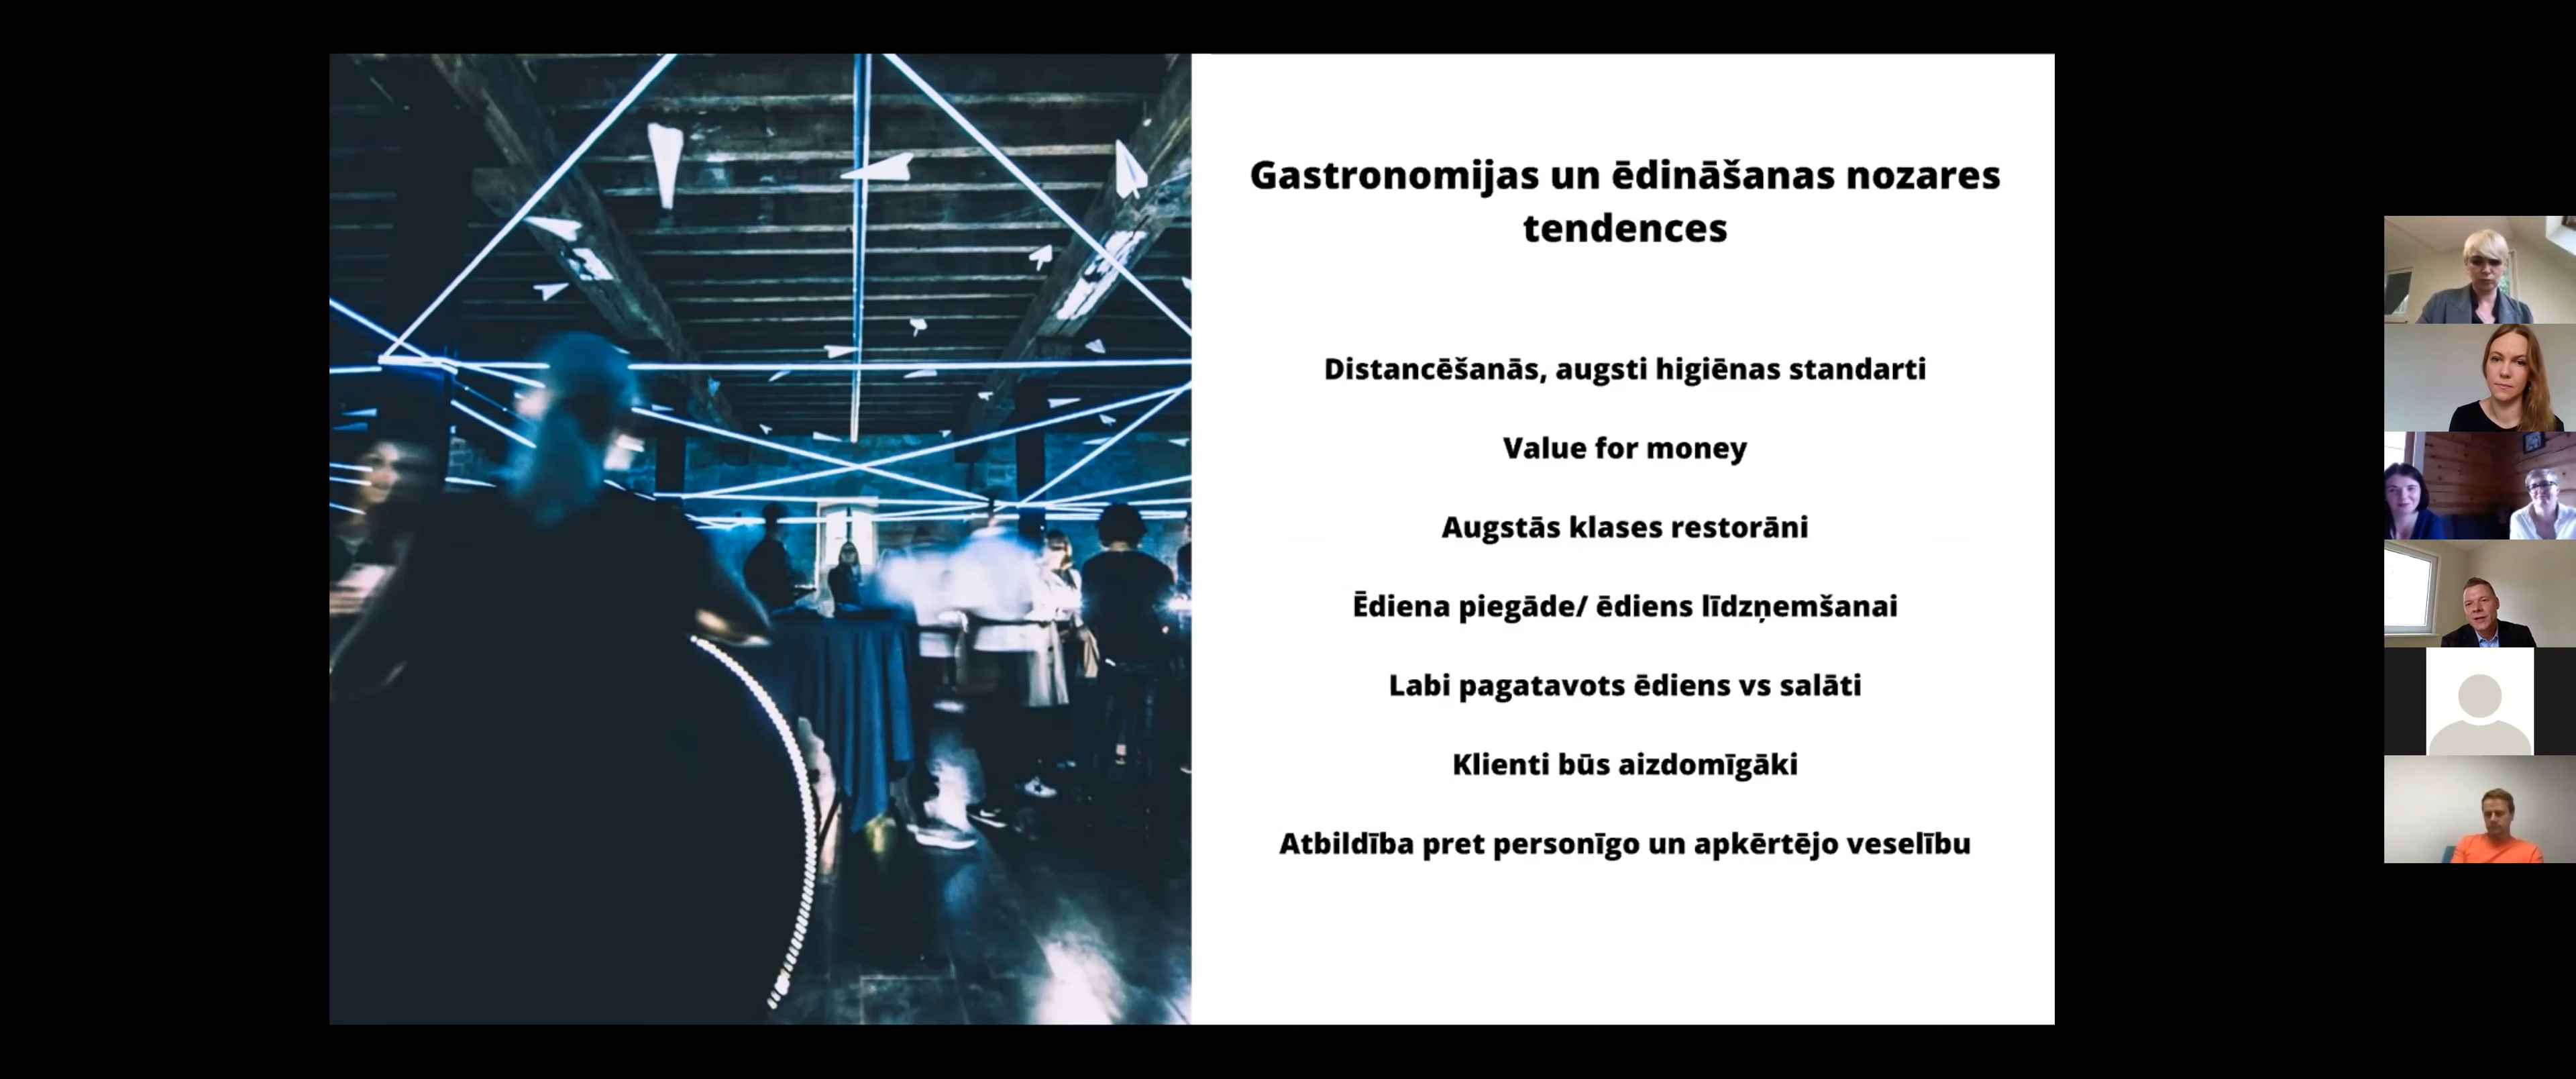 Gastronomijas un ēdināšanas nozares
tendences
Distancēšanās, augsti higiēnas standarti
Value for money
Augstās klases restorāni
Ēdiena piegāde/ ēdiens līdzņemšanai
Labi pagatavots ēdiens vs salāti
Klienti būs aizdomīgāki
Atbildība pret personīgo un apkērtējo veselību